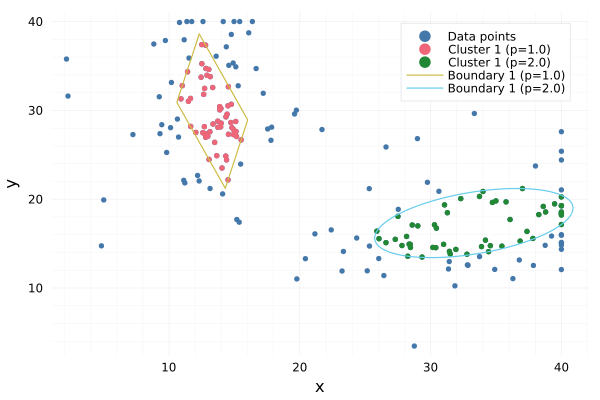 Data points
Cluster 1 (p=1.0)
Cluster 1 (p=2.0)
Boundary 1 (p=1.0)
Boundary 1 (p=2.0)
40
30
20
10
y
10 20 30 40
x